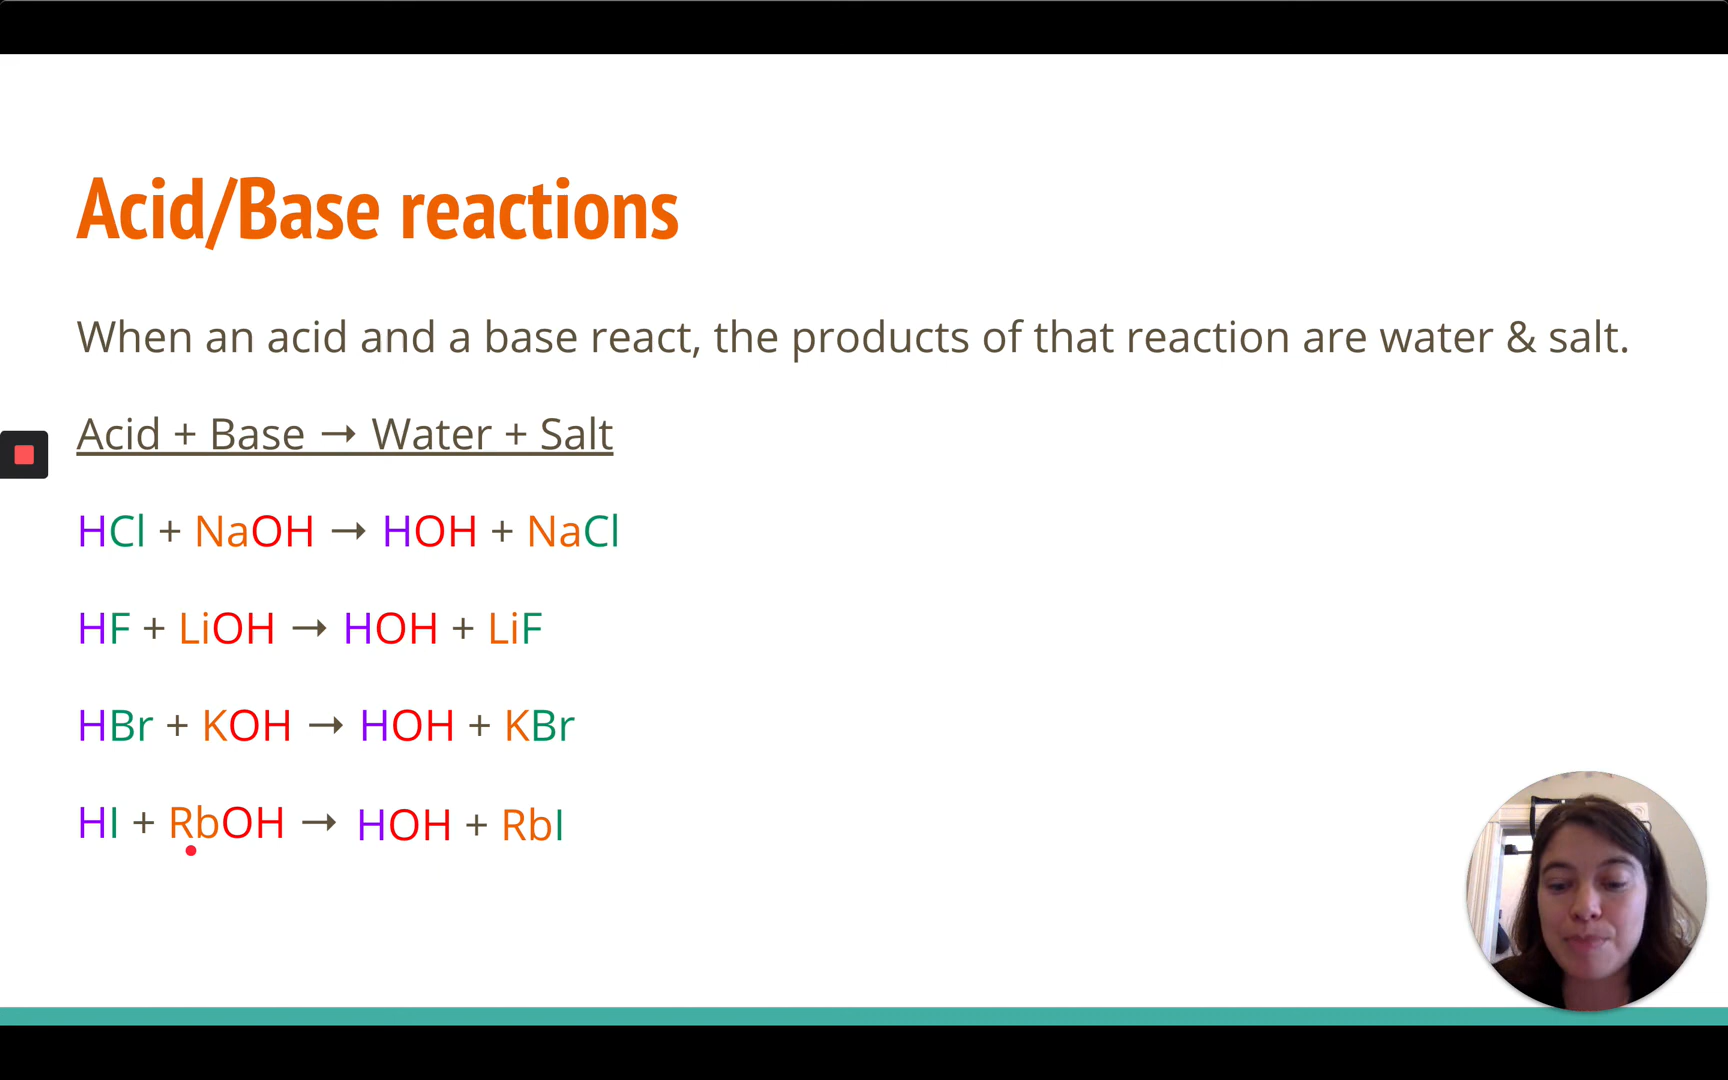 Acid/Base reactions
When an acid and a base react, the products of that reaction are water & salt.
Acid + Base → Water + Salt
HCl + NaOH → HOH + NaCl
HF + LiOH → HOH + LiF
HBr + KOH → HOH + KBr
HI + RbOH → HOH + RbI